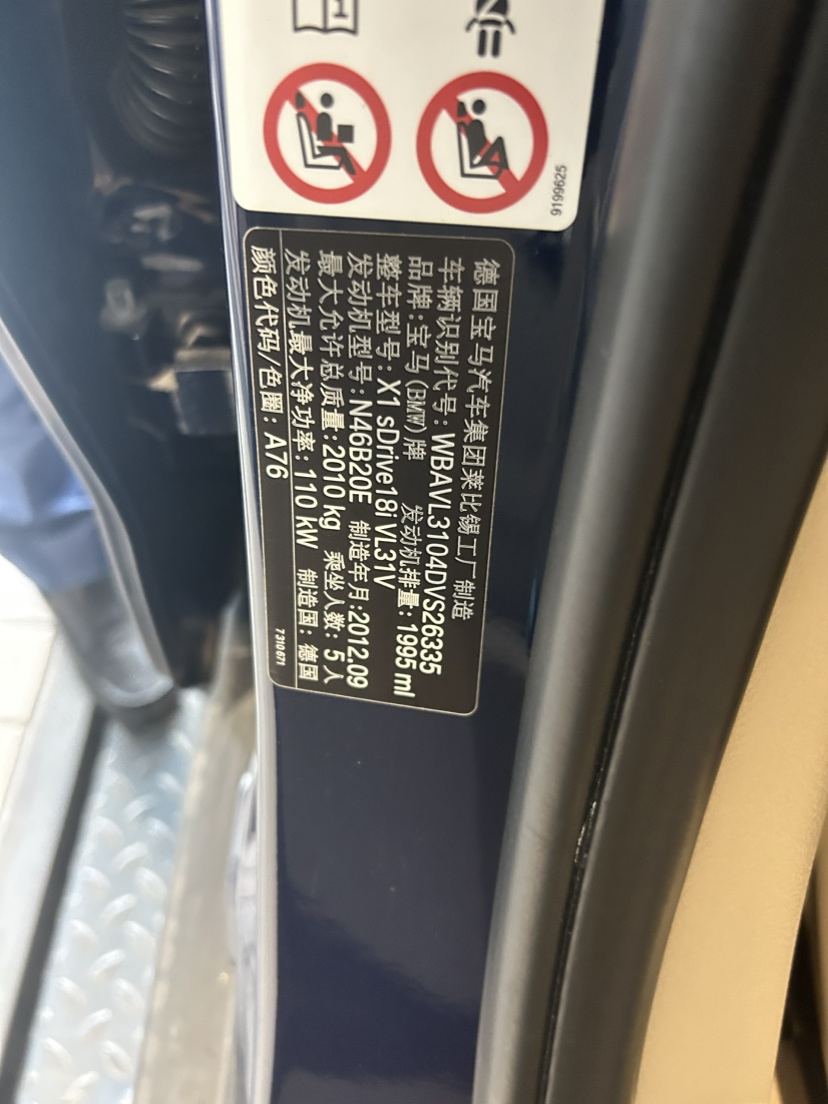 9199625
德国宝马汽车集团莱比锡工厂制造
车辆识别代号：WBAVL3104DVS26335
品牌：宝马(BMW)牌 发动机排量：1995 ml
整车型号：X1 sDrive18i VL31V
发动机型号：N46B20E 制造年月：2012.09
最大允许总质量：2010 kg 乘坐人数：5 人
发动机最大净功率：110 kW 制造国：德国
颜色代码/色圈：A76
7 310 671